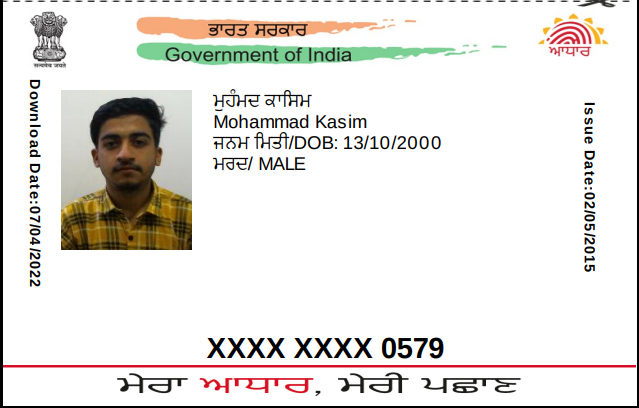 ਭਾਰਤ ਸਰਕਾਰ
Government of India
सत्यमेव जयते
ਆਧਾਰ
Download Date:07/04/2022
ਮੁਹੰਮਦ ਕਾਸਿਮ
Mohammad Kasim
ਜਨਮ ਮਿਤੀ/DOB: 13/10/2000
ਮਰਦ/ MALE
Issue Date:02/05/2015
XXXX XXXX 0579
ਮੇਰਾ ਆਧਾਰ, ਮੇਰੀ ਪਛਾਣ